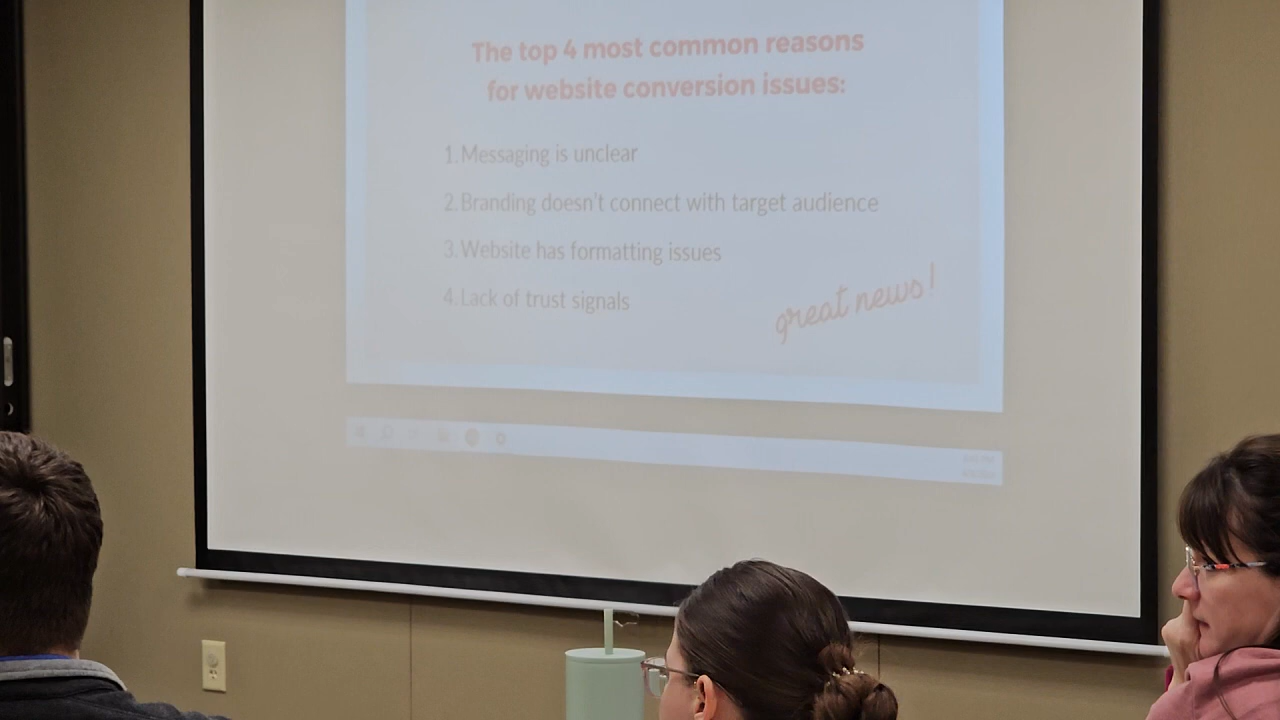 The top 4 most common reasons
for website conversion issues:
1. Messaging is unclear
2. Branding doesn't connect with target audience
3. Website has formatting issues
4. Lack of trust signals
great news!